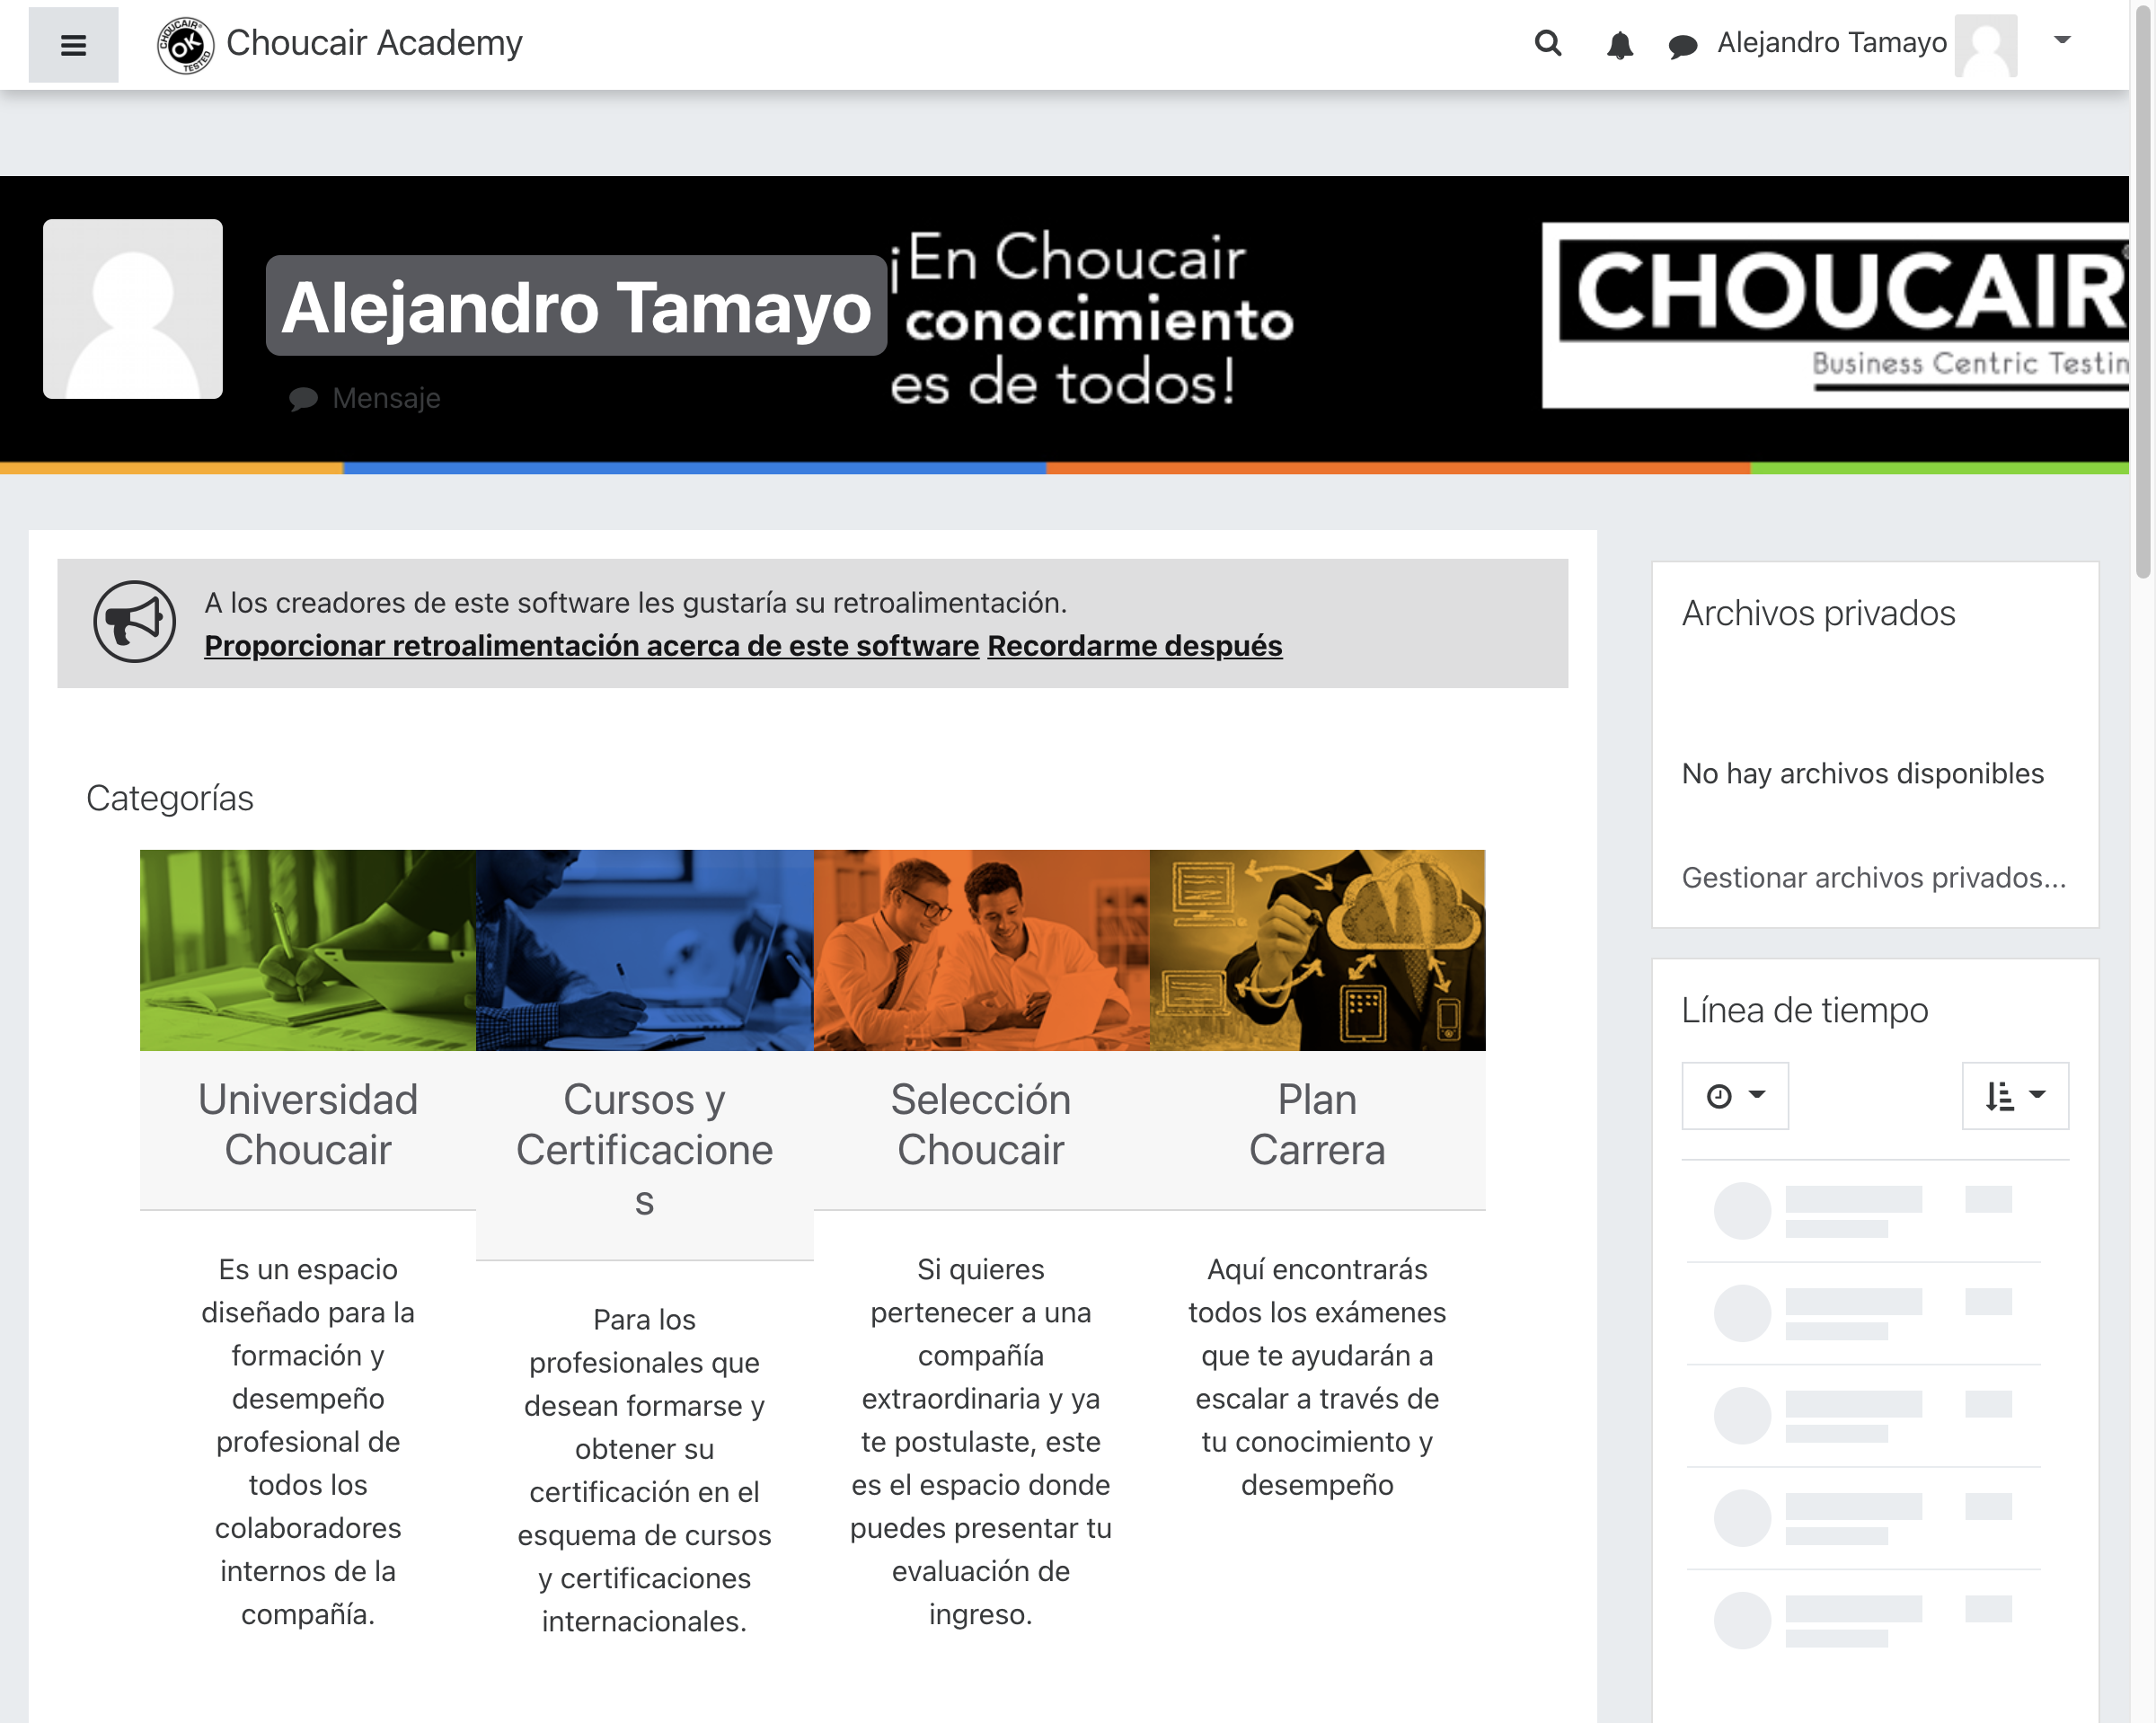 Choucair Academy
Alejandro Tamayo
CHOUCAIR®
OK
TESTED
Alejandro Tamayo
Mensaje
¡En Choucair
conocimiento
es de todos!
CHOUCAIR
Business Centric Testin
A los creadores de este software les gustaría su retroalimentación.
Proporcionar retroalimentación acerca de este software Recordarme después
Categorías
Universidad
Choucair
Es un espacio
diseñado para la
formación y
desempeño
profesional de
todos los
colaboradores
internos de la
compañía.
Cursos y
Certificacione
s
Para los
profesionales que
desean formarse y
obtener su
certificación en el
esquema de cursos
y certificaciones
internacionales.
Selección
Choucair
Si quieres
pertenecer a una
compañía
extraordinaria y ya
te postulaste, este
es el espacio donde
puedes presentar tu
evaluación de
ingreso.
Plan
Carrera
Aquí encontrarás
todos los exámenes
que te ayudarán a
escalar a través de
tu conocimiento y
desempeño
Archivos privados
No hay archivos disponibles
Gestionar archivos privados...
Línea de tiempo